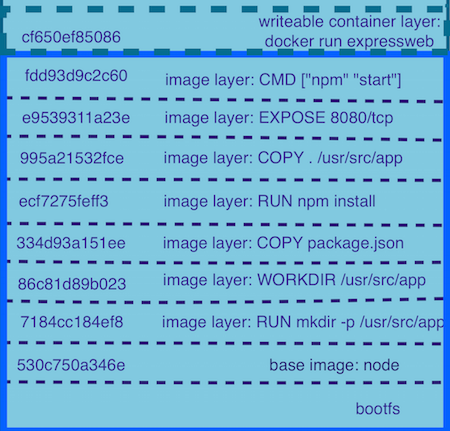 writeable container layer:
cf650ef85086 docker run expressweb
fdd93d9c2c60 image layer: CMD ["npm" "start"]
e9539311a23e image layer: EXPOSE 8080/tcp
995a21532fce image layer: COPY . /usr/src/app
ecf7275feff3 image layer: RUN npm install
334d93a151ee image layer: COPY package.json
86c81d89b023 image layer: WORKDIR /usr/src/app
7184cc184ef8 image layer: RUN mkdir -p /usr/src/app
530c750a346e base image: node
bootfs